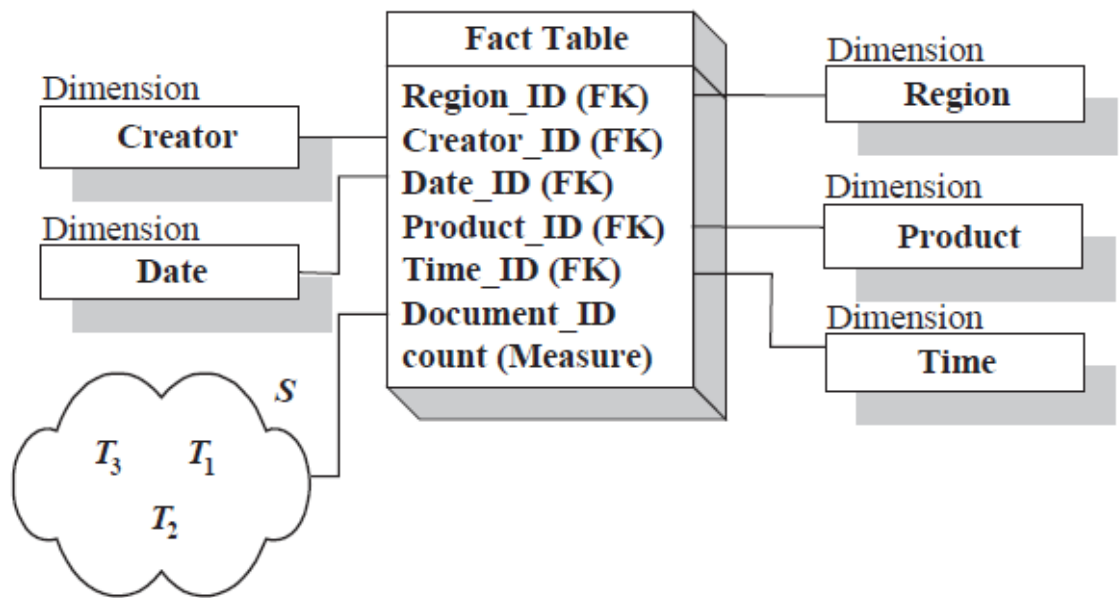 Fact Table
Region_ID (FK)
Creator_ID (FK)
Date_ID (FK)
Product_ID (FK)
Time_ID (FK)
Document_ID
count (Measure)
Dimension
Creator
Dimension
Date
S
T3 T1
T2
Dimension
Region
Dimension
Product
Dimension
Time